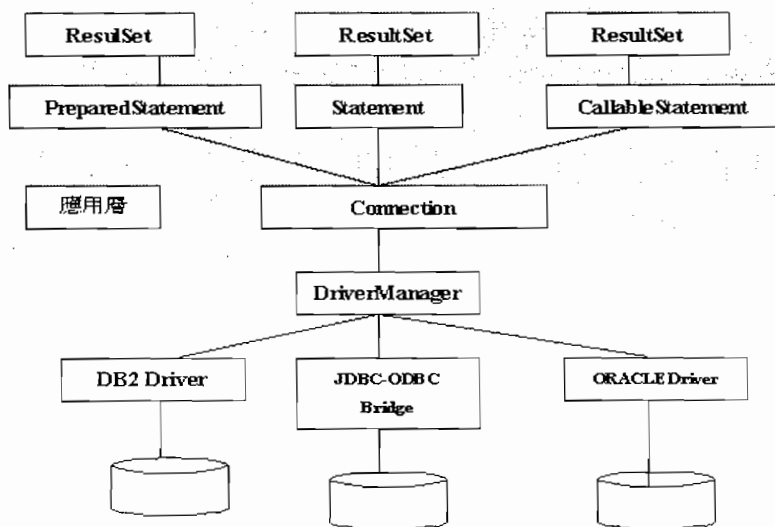 ResulSet
ResultSet
ResultSet
PreparedStatement
Statement
CallableStatement
應用層
Connection
DriverManager
DB2 Driver
JDBC-ODBC
Bridge
ORACLE Driver